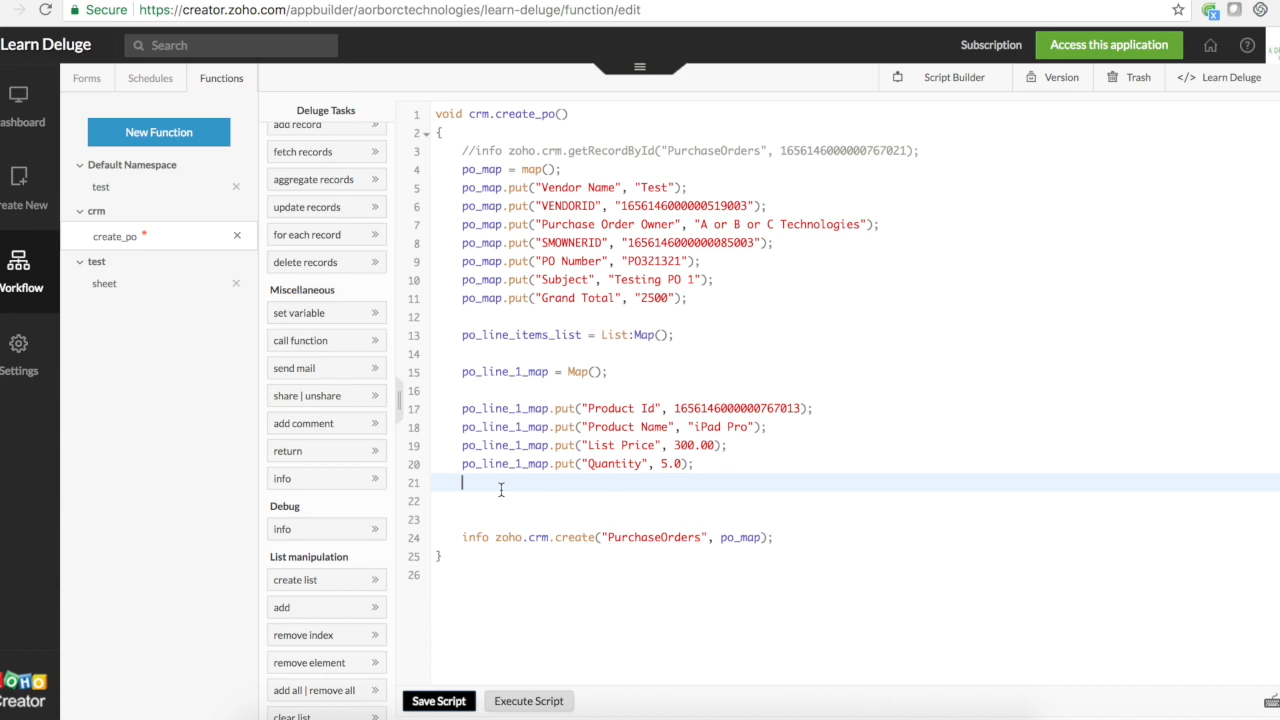 Secure https://creator.zoho.com/appbuilder/aorborctechnologies/learn-deluge/function/edit
Learn Deluge Search Subscription Access this application
Forms Schedules Functions Script Builder Version Trash </> Learn Deluge
ashboard
reate New
Workflow
Settings
ZOHO
Creator
New Function
Default Namespace
test
crm
create_po *
test
sheet
Deluge Tasks
add record
fetch records
aggregate records
update records
for each record
delete records
Miscellaneous
set variable
call function
send mail
share | unshare
add comment
return
info
Debug
info
List manipulation
create list
add
remove index
remove element
add all | remove all
clear list
1 void crm.create_po()
2 {
3 //info zoho.crm.getRecordById("PurchaseOrders", 1656146000000767021);
4 po_map = map();
5 po_map.put("Vendor Name", "Test");
6 po_map.put("VENDORID", "1656146000000519003");
7 po_map.put("Purchase Order Owner", "A or B or C Technologies");
8 po_map.put("SMOWNERID", "1656146000000085003");
9 po_map.put("PO Number", "PO321321");
10 po_map.put("Subject", "Testing PO 1");
11 po_map.put("Grand Total", "2500");
12
13 po_line_items_list = List:Map();
14
15 po_line_1_map = Map();
16
17 po_line_1_map.put("Product Id", 1656146000000767013);
18 po_line_1_map.put("Product Name", "iPad Pro");
19 po_line_1_map.put("List Price", 300.00);
20 po_line_1_map.put("Quantity", 5.0);
21
22
23
24 info zoho.crm.create("PurchaseOrders", po_map);
25 }
26
Save Script Execute Script